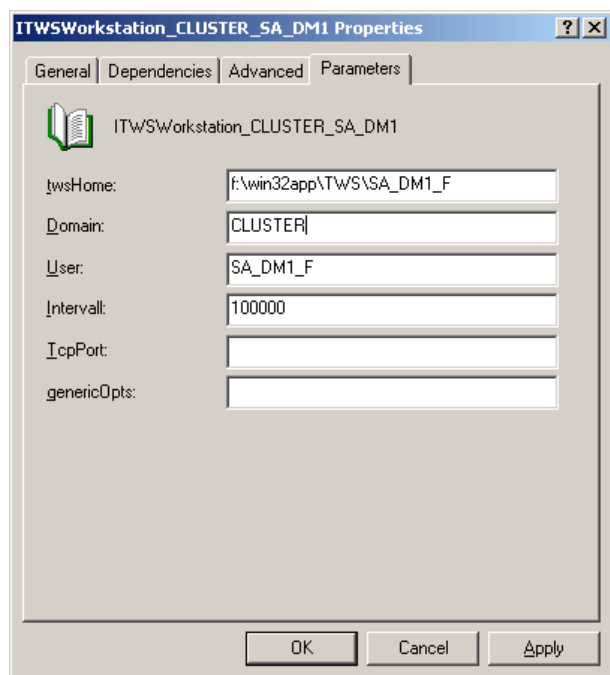 ITWSWorkstation_CLUSTER_SA_DM1 Properties
General Dependencies Advanced Parameters
ITWSWorkstation_CLUSTER_SA_DM1
twsHome: f:\win32app\TWS\SA_DM1_F
Domain: CLUSTER
User: SA_DM1_F
Intervall: 100000
TcpPort:
genericOpts:
OK Cancel Apply